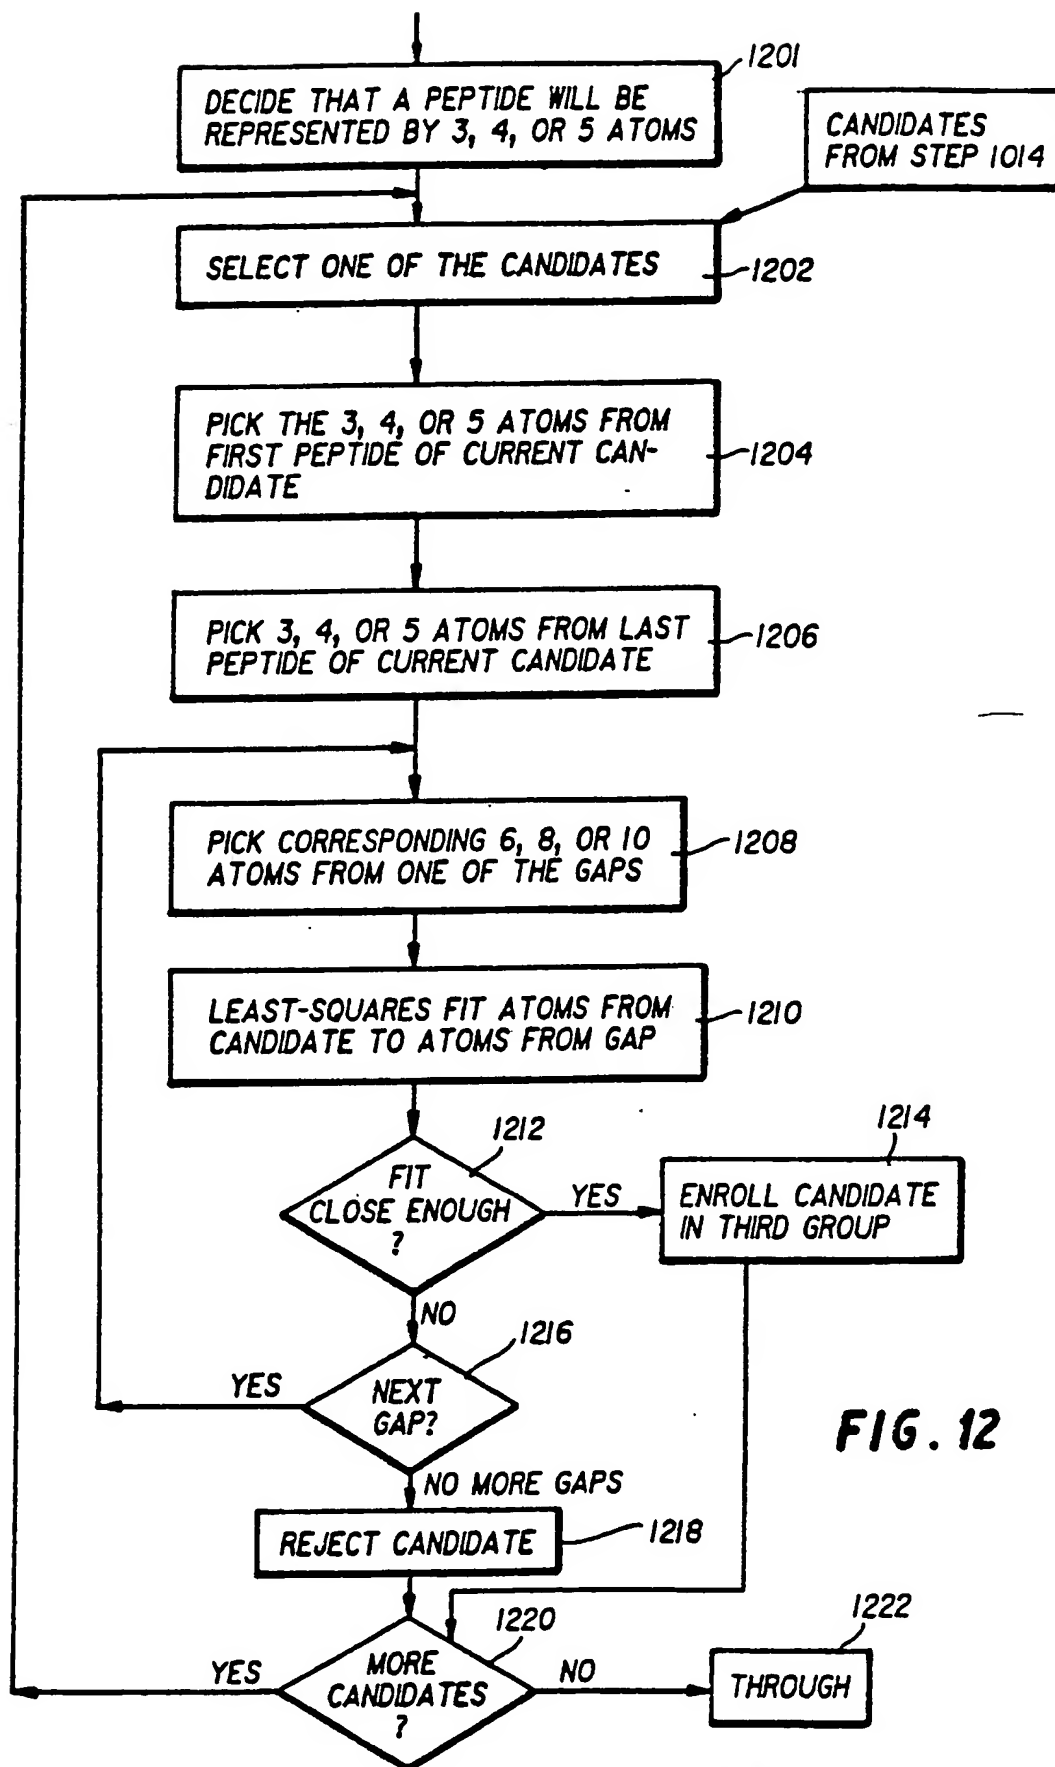 1201
DECIDE THAT A PEPTIDE WILL BE
REPRESENTED BY 3, 4, OR 5 ATOMS
CANDIDATES
FROM STEP 1014
SELECT ONE OF THE CANDIDATES
1202
PICK THE 3, 4, OR 5 ATOMS FROM
FIRST PEPTIDE OF CURRENT CAN-
DIDATE
1204
PICK 3, 4, OR 5 ATOMS FROM LAST
PEPTIDE OF CURRENT CANDIDATE
1206
PICK CORRESPONDING 6, 8, OR 10
ATOMS FROM ONE OF THE GAPS
1208
LEAST-SQUARES FIT ATOMS FROM
CANDIDATE TO ATOMS FROM GAP
1210
1212
FIT
CLOSE ENOUGH
?
YES
1214
ENROLL CANDIDATE
IN THIRD GROUP
NO
1216
NEXT
GAP?
YES
NO MORE GAPS
FIG. 12
REJECT CANDIDATE
1218
1220
MORE
CANDIDATES
?
YES
NO
1222
THROUGH